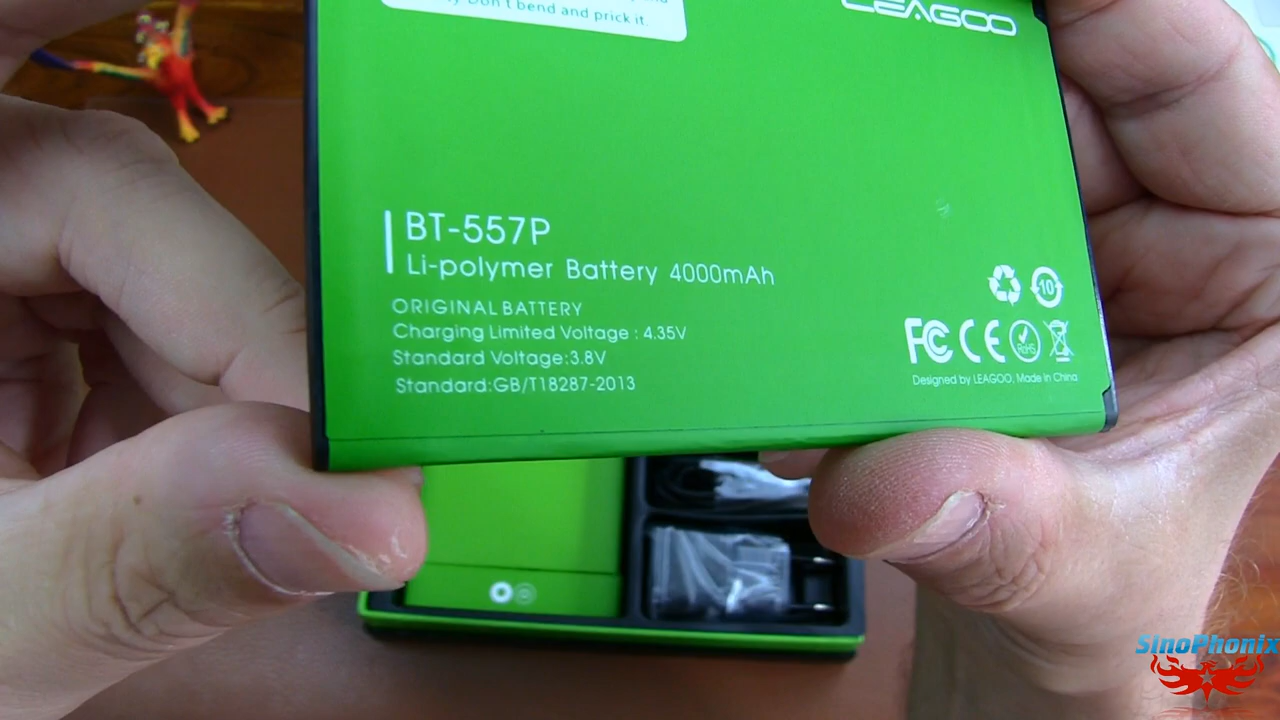 Don't bend and prick it.
LEAGOO
BT-557P
Li-polymer Battery 4000mAh
ORIGINAL BATTERY
Charging Limited Voltage : 4.35V
Standard Voltage:3.8V
Standard:GB/T18287-2013
10
FC CE RoHS
Designed by LEAGOO, Made in China
SinoPhonix